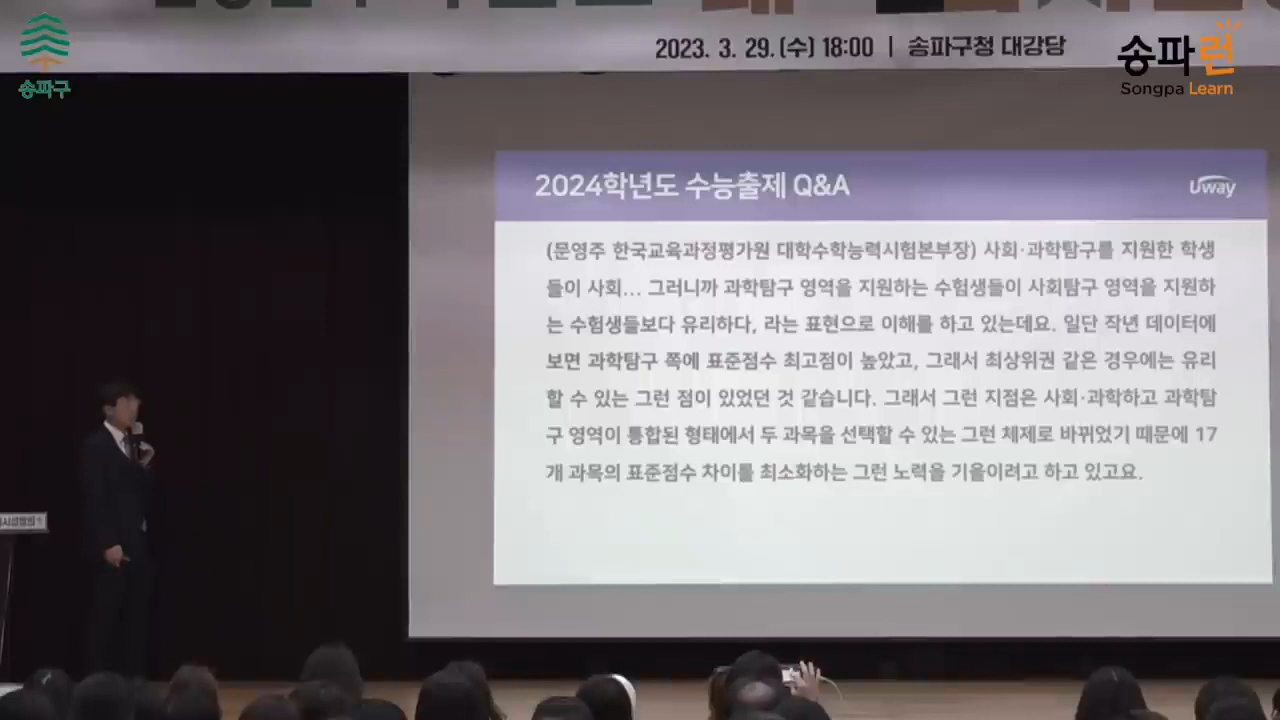 2023. 3. 29.(수) 18:00 | 송파구청 대강당
송파구
송파런
Songpa Learn
2024학년도 수능출제 Q&A
Uway
(문영주 한국교육과정평가원 대학수학능력시험본부장) 사회·과학탐구를 지원한 학생
들이 사회... 그러니까 과학탐구 영역을 지원하는 수험생들이 사회탐구 영역을 지원하
는 수험생들보다 유리하다, 라는 표현으로 이해를 하고 있는데요. 일단 작년 데이터에
보면 과학탐구 쪽에 표준점수 최고점이 높았고, 그래서 최상위권 같은 경우에는 유리
할 수 있는 그런 점이 있었던 것 같습니다. 그래서 그런 지점은 사회·과학하고 과학탐
구 영역이 통합된 형태에서 두 과목을 선택할 수 있는 그런 체제로 바뀌었기 때문에 17
개 과목의 표준점수 차이를 최소화하는 그런 노력을 기울이려고 하고 있고요.